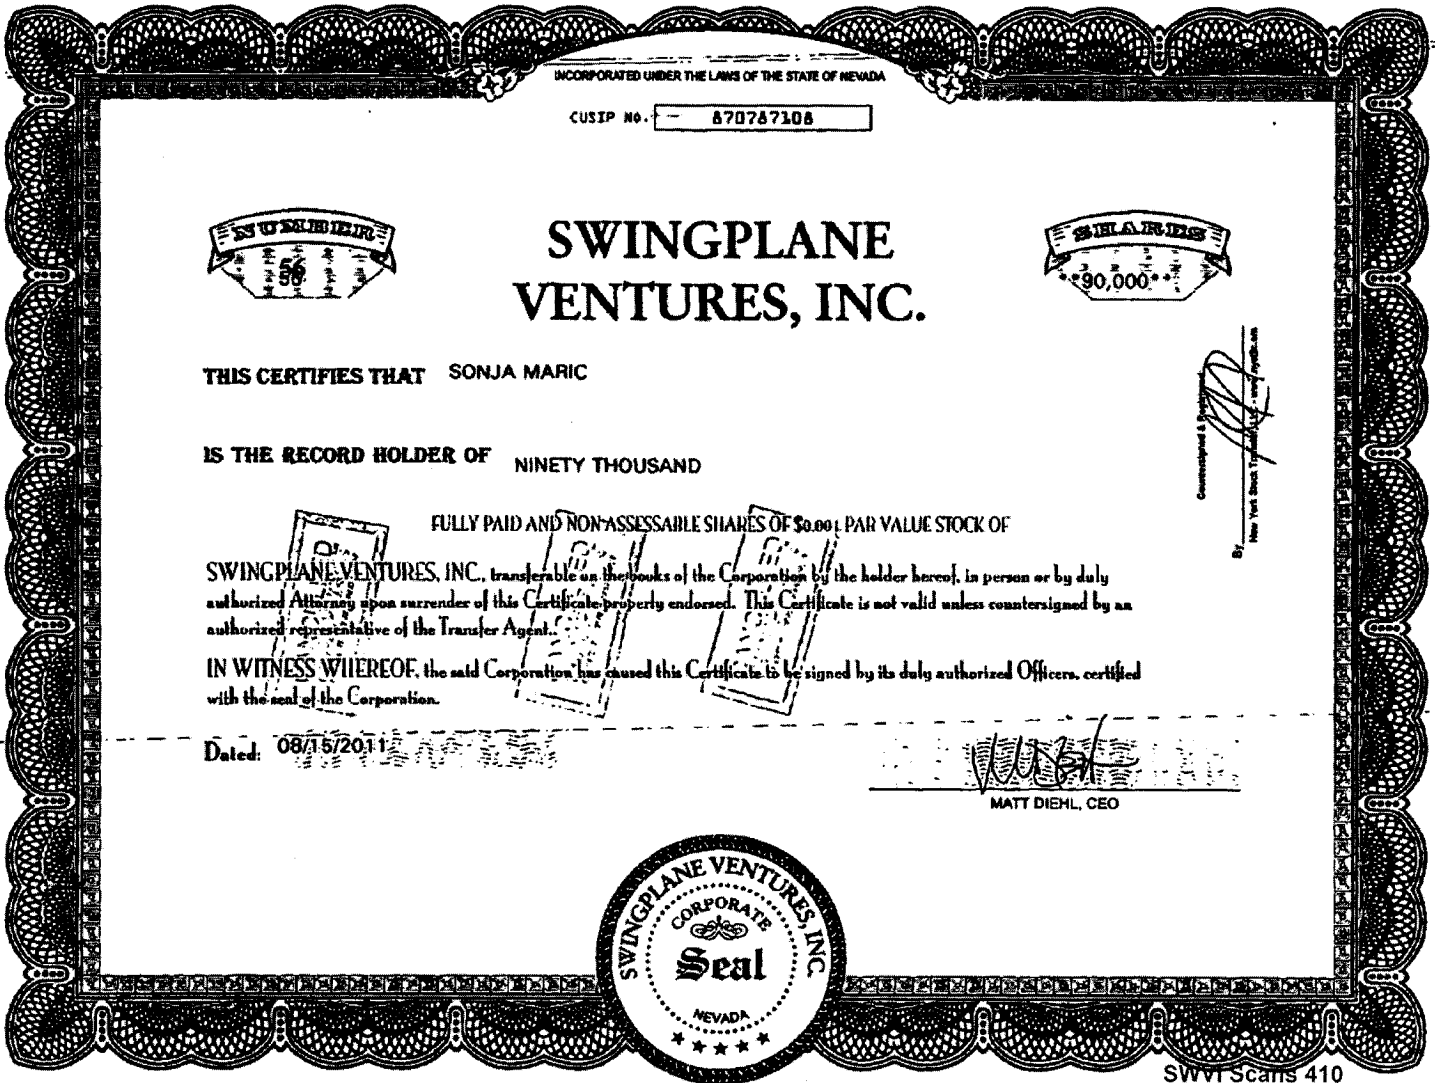 INCORPORATED UNDER THE LAWS OF THE STATE OF NEVADA
CUSIP NO. 870787108
NUMBER
56
SHARES
**90,000**
SWINGPLANE
VENTURES, INC.
THIS CERTIFIES THAT SONJA MARIC
IS THE RECORD HOLDER OF NINETY THOUSAND
FULLY PAID AND NON-ASSESSABLE SHARES OF $0.001 PAR VALUE STOCK OF
SWINGPLANE VENTURES, INC., transferable on the books of the Corporation by the holder hereof, in person or by duly
authorized Attorney upon surrender of this Certificate properly endorsed. This Certificate is not valid unless countersigned by an
authorized representative of the Transfer Agent.
IN WITNESS WHEREOF, the said Corporation has caused this Certificate to be signed by its duly authorized Officers, certified
with the seal of the Corporation.
Dated: 08/15/2011
MATT DIEHL, CEO
Countersigned &
By
New York Stock
SWINGPLANE VENTURES, INC.
CORPORATE
Seal
NEVADA
SWVI Scans 410